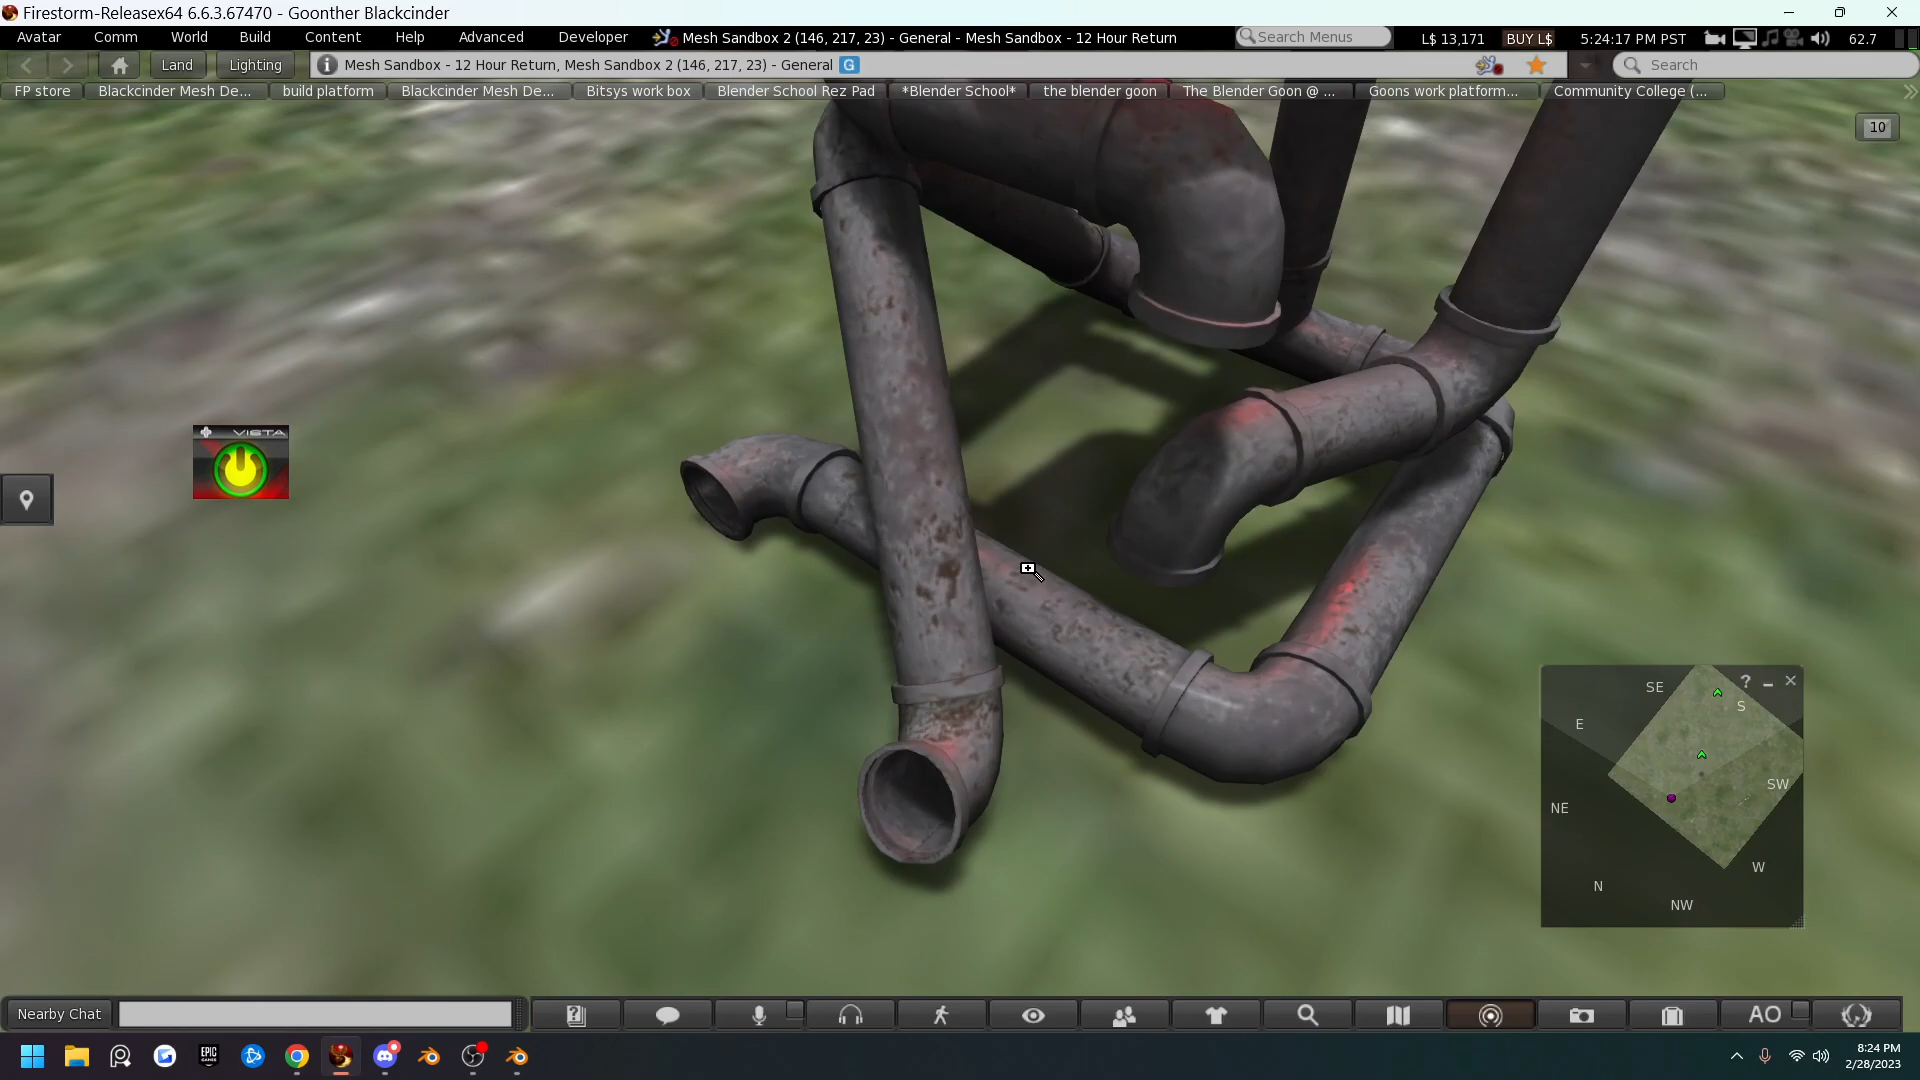 Firestorm-Releasex64 6.6.3.67470 - Goonther Blackcinder
Avatar Comm World Build Content Help Advanced Developer Mesh Sandbox 2 (146, 217, 23) - General - Mesh Sandbox - 12 Hour Return Search Menus L$ 13,171 BUY L$ 5:24:17 PM PST 62.7
Land Lighting Mesh Sandbox - 12 Hour Return, Mesh Sandbox 2 (146, 217, 23) - General G Search
FP store Blackcinder Mesh De... build platform Blackcinder Mesh De... Bitsys work box Blender School Rez Pad *Blender School* the blender goon The Blender Goon @ ... Goons work platform... Community College (...
10
VISTA
SE ?
S
E
SW
NE
W
N
NW
Nearby Chat AO
EPIC GAMES
8:24 PM
2/28/2023